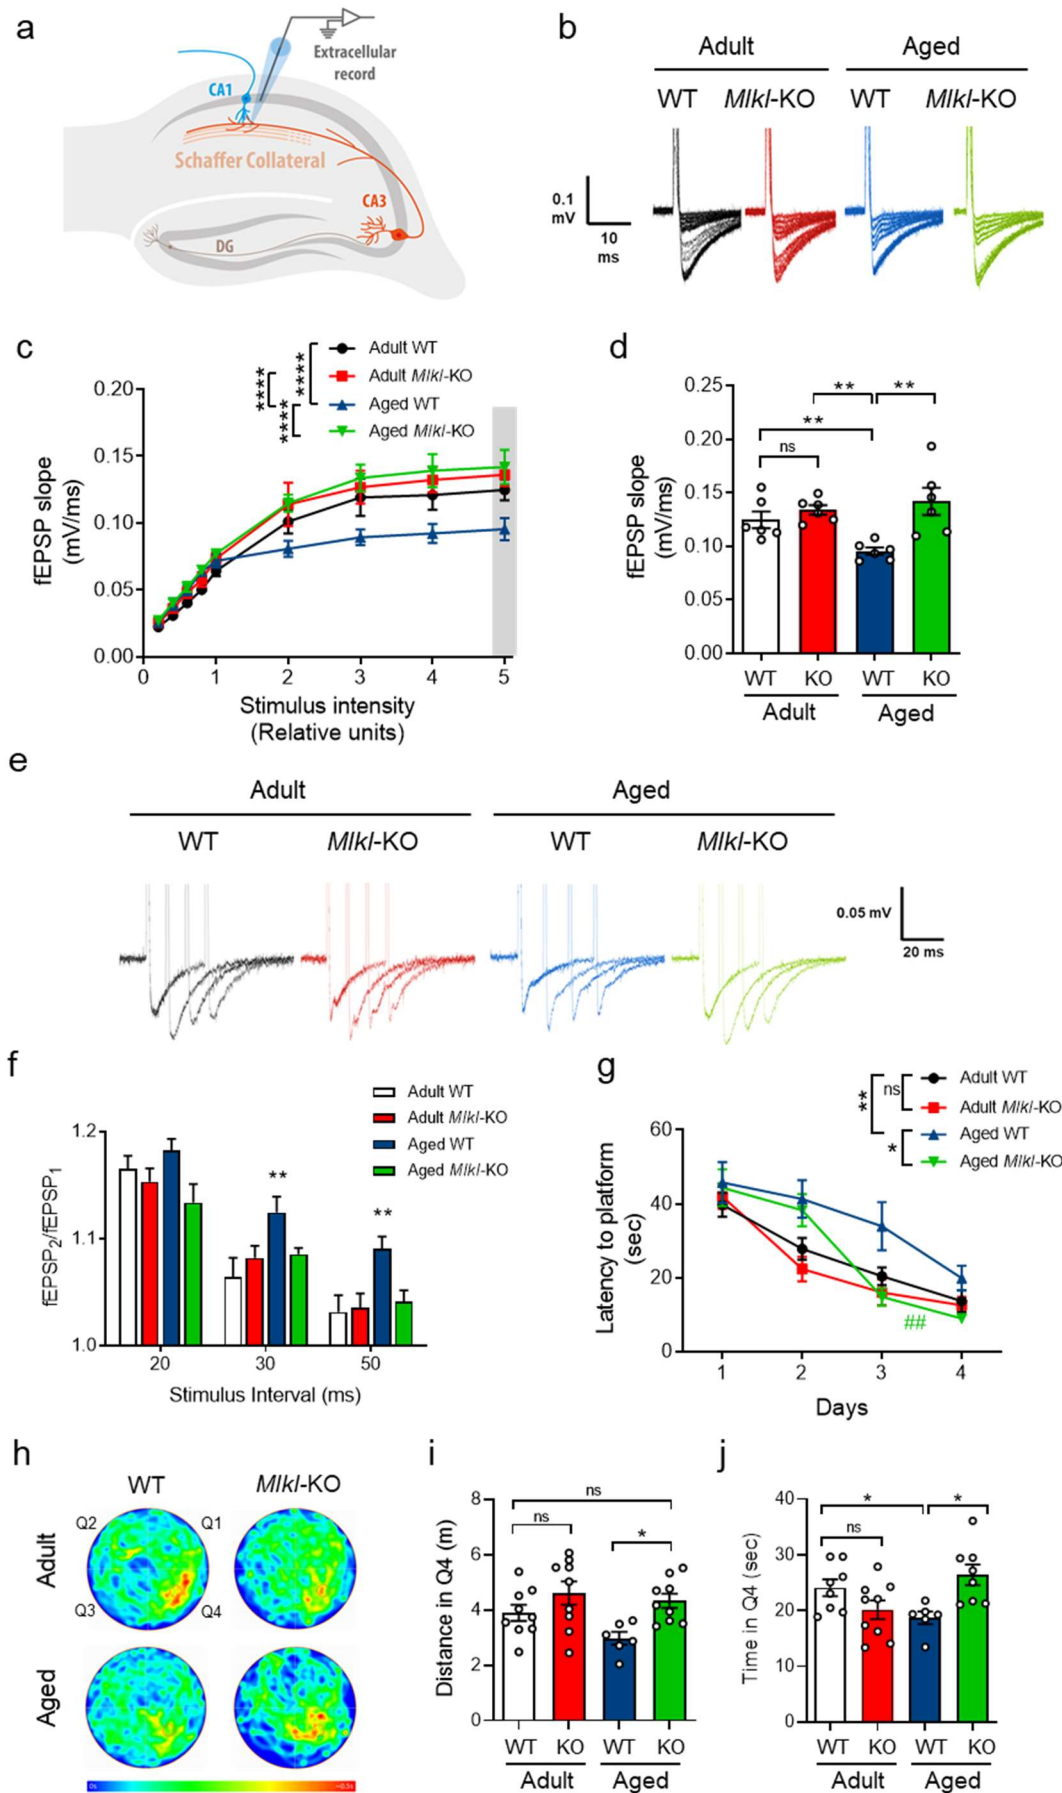 a
Extracellular
record
CA1
Schaffer Collateral
CA3
DG
b
Adult Aged
WT Mlkl-KO WT Mlkl-KO
0.1
mV
10
ms
c
Adult WT
Adult Mlkl-KO
Aged WT
Aged Mlkl-KO
****
****
****
0.20
0.15
0.10
0.05
0.00
fEPSP slope
(mV/ms)
0 1 2 3 4 5
Stimulus intensity
(Relative units)
d
0.25
0.20
0.15
0.10
0.05
0.00
fEPSP slope
(mV/ms)
** **
**
ns
WT KO WT KO
Adult Aged
e
Adult Aged
WT Mlkl-KO WT Mlkl-KO
0.05 mV
20 ms
f
Adult WT
Adult Mlkl-KO
Aged WT
Aged Mlkl-KO
1.2
1.1
1.0
fEPSP2/fEPSP1
**
**
20 30 50
Stimulus Interval (ms)
g
Adult WT
Adult Mlkl-KO
Aged WT
Aged Mlkl-KO
**
ns
*
60
40
20
0
Latency to platform
(sec)
##
1 2 3 4
Days
h
WT Mlkl-KO
Adult
Aged
Q2 Q1
Q3 Q4
0s ~0.5s
i
8
6
4
2
0
Distance in Q4 (m)
ns
ns
*
WT KO WT KO
Adult Aged
j
40
30
20
10
0
Time in Q4 (sec)
* *
ns
WT KO WT KO
Adult Aged